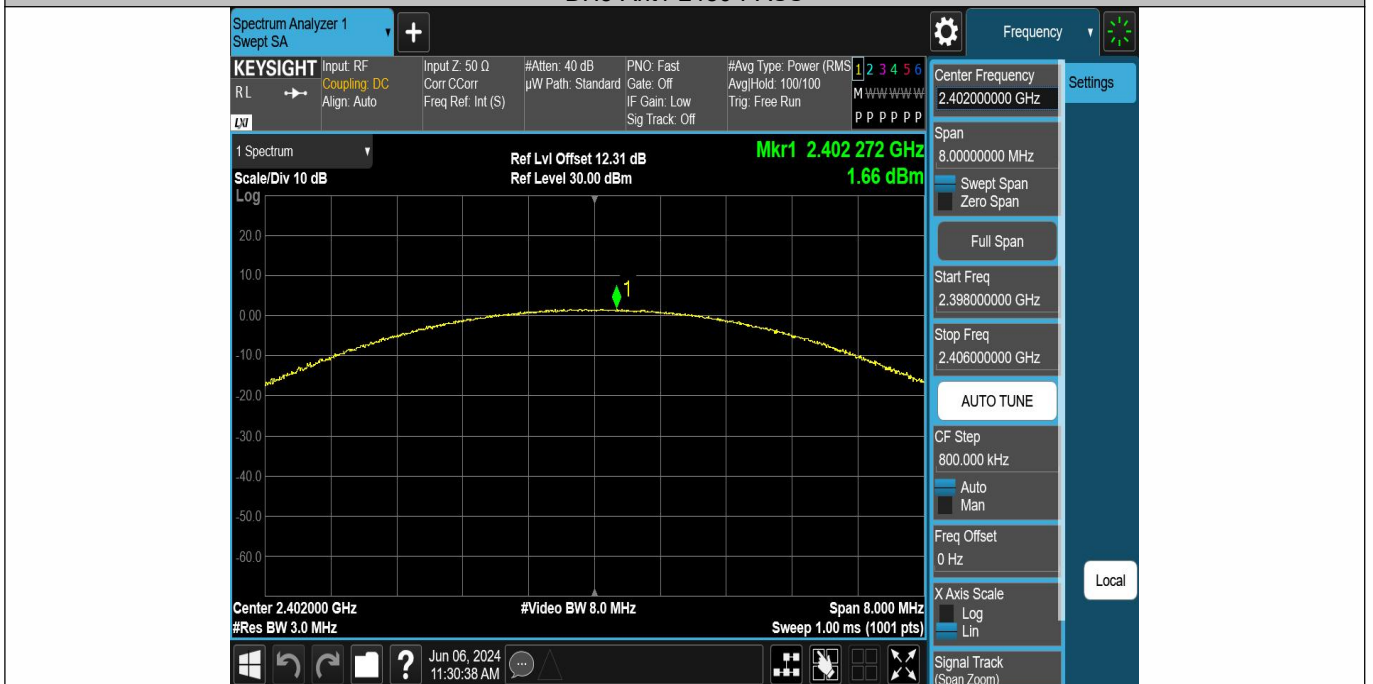 Spectrum Analyzer 1
Swept SA
Frequency
KEYSIGHT
RL
LXI
Input: RF
Coupling: DC
Align: Auto
Input Z: 50 Ω
Corr CCorr
Freq Ref: Int (S)
#Atten: 40 dB
µW Path: Standard
PNO: Fast
Gate: Off
IF Gain: Low
Sig Track: Off
#Avg Type: Power (RMS
Avg|Hold: 100/100
Trig: Free Run
1 2 3 4 5 6
M W W W W W
P P P P P P
1 Spectrum
Scale/Div 10 dB
Ref Lvl Offset 12.31 dB
Ref Level 30.00 dBm
Mkr1 2.402 272 GHz
1.66 dBm
Log
20.0
10.0
0.00
-10.0
-20.0
-30.0
-40.0
-50.0
-60.0
1
Center 2.402000 GHz
#Res BW 3.0 MHz
#Video BW 8.0 MHz
Span 8.000 MHz
Sweep 1.00 ms (1001 pts)
Jun 06, 2024
11:30:38 AM
Center Frequency
2.402000000 GHz
Settings
Span
8.00000000 MHz
Swept Span
Zero Span
Full Span
Start Freq
2.398000000 GHz
Stop Freq
2.406000000 GHz
AUTO TUNE
CF Step
800.000 kHz
Auto
Man
Freq Offset
0 Hz
Local
X Axis Scale
Log
Lin
Signal Track
(Span Zoom)